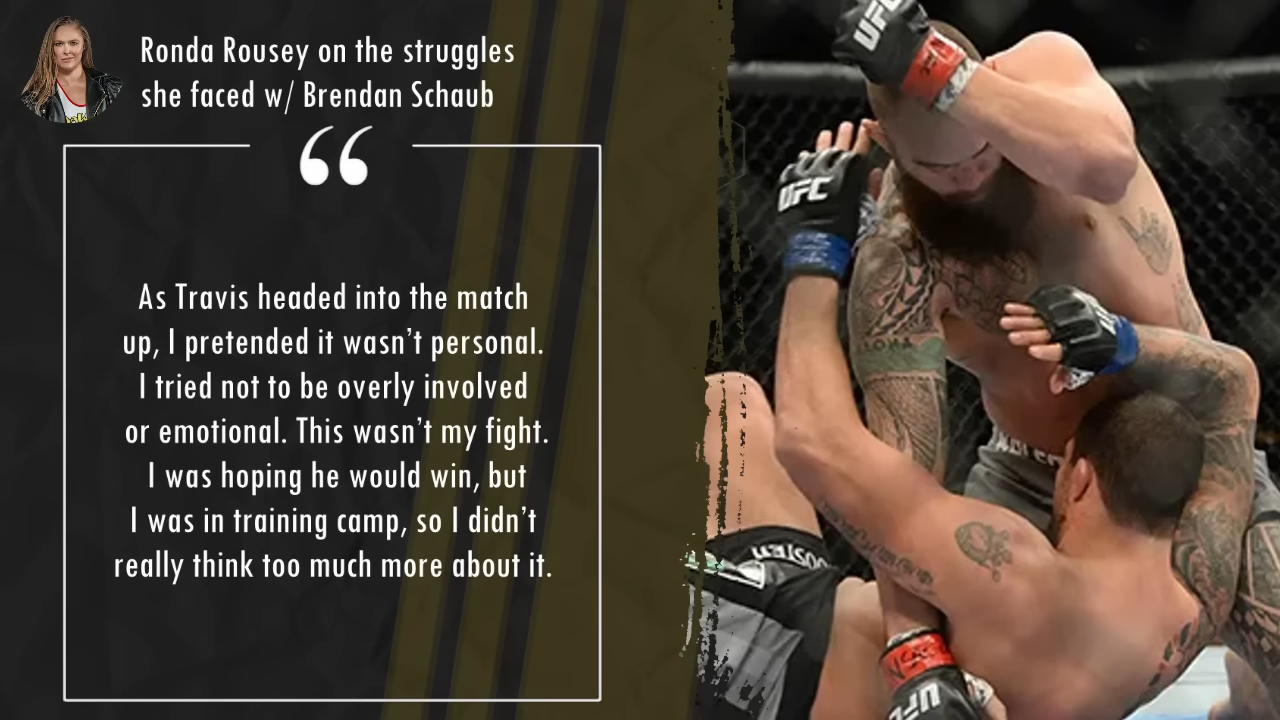 Ronda Rousey on the struggles
she faced w/ Brendan Schaub
“
As Travis headed into the match
up, I pretended it wasn’t personal.
I tried not to be overly involved
or emotional. This wasn’t my fight.
I was hoping he would win, but
I was in training camp, so I didn’t
really think too much more about it.
UFC
UFC
UFC